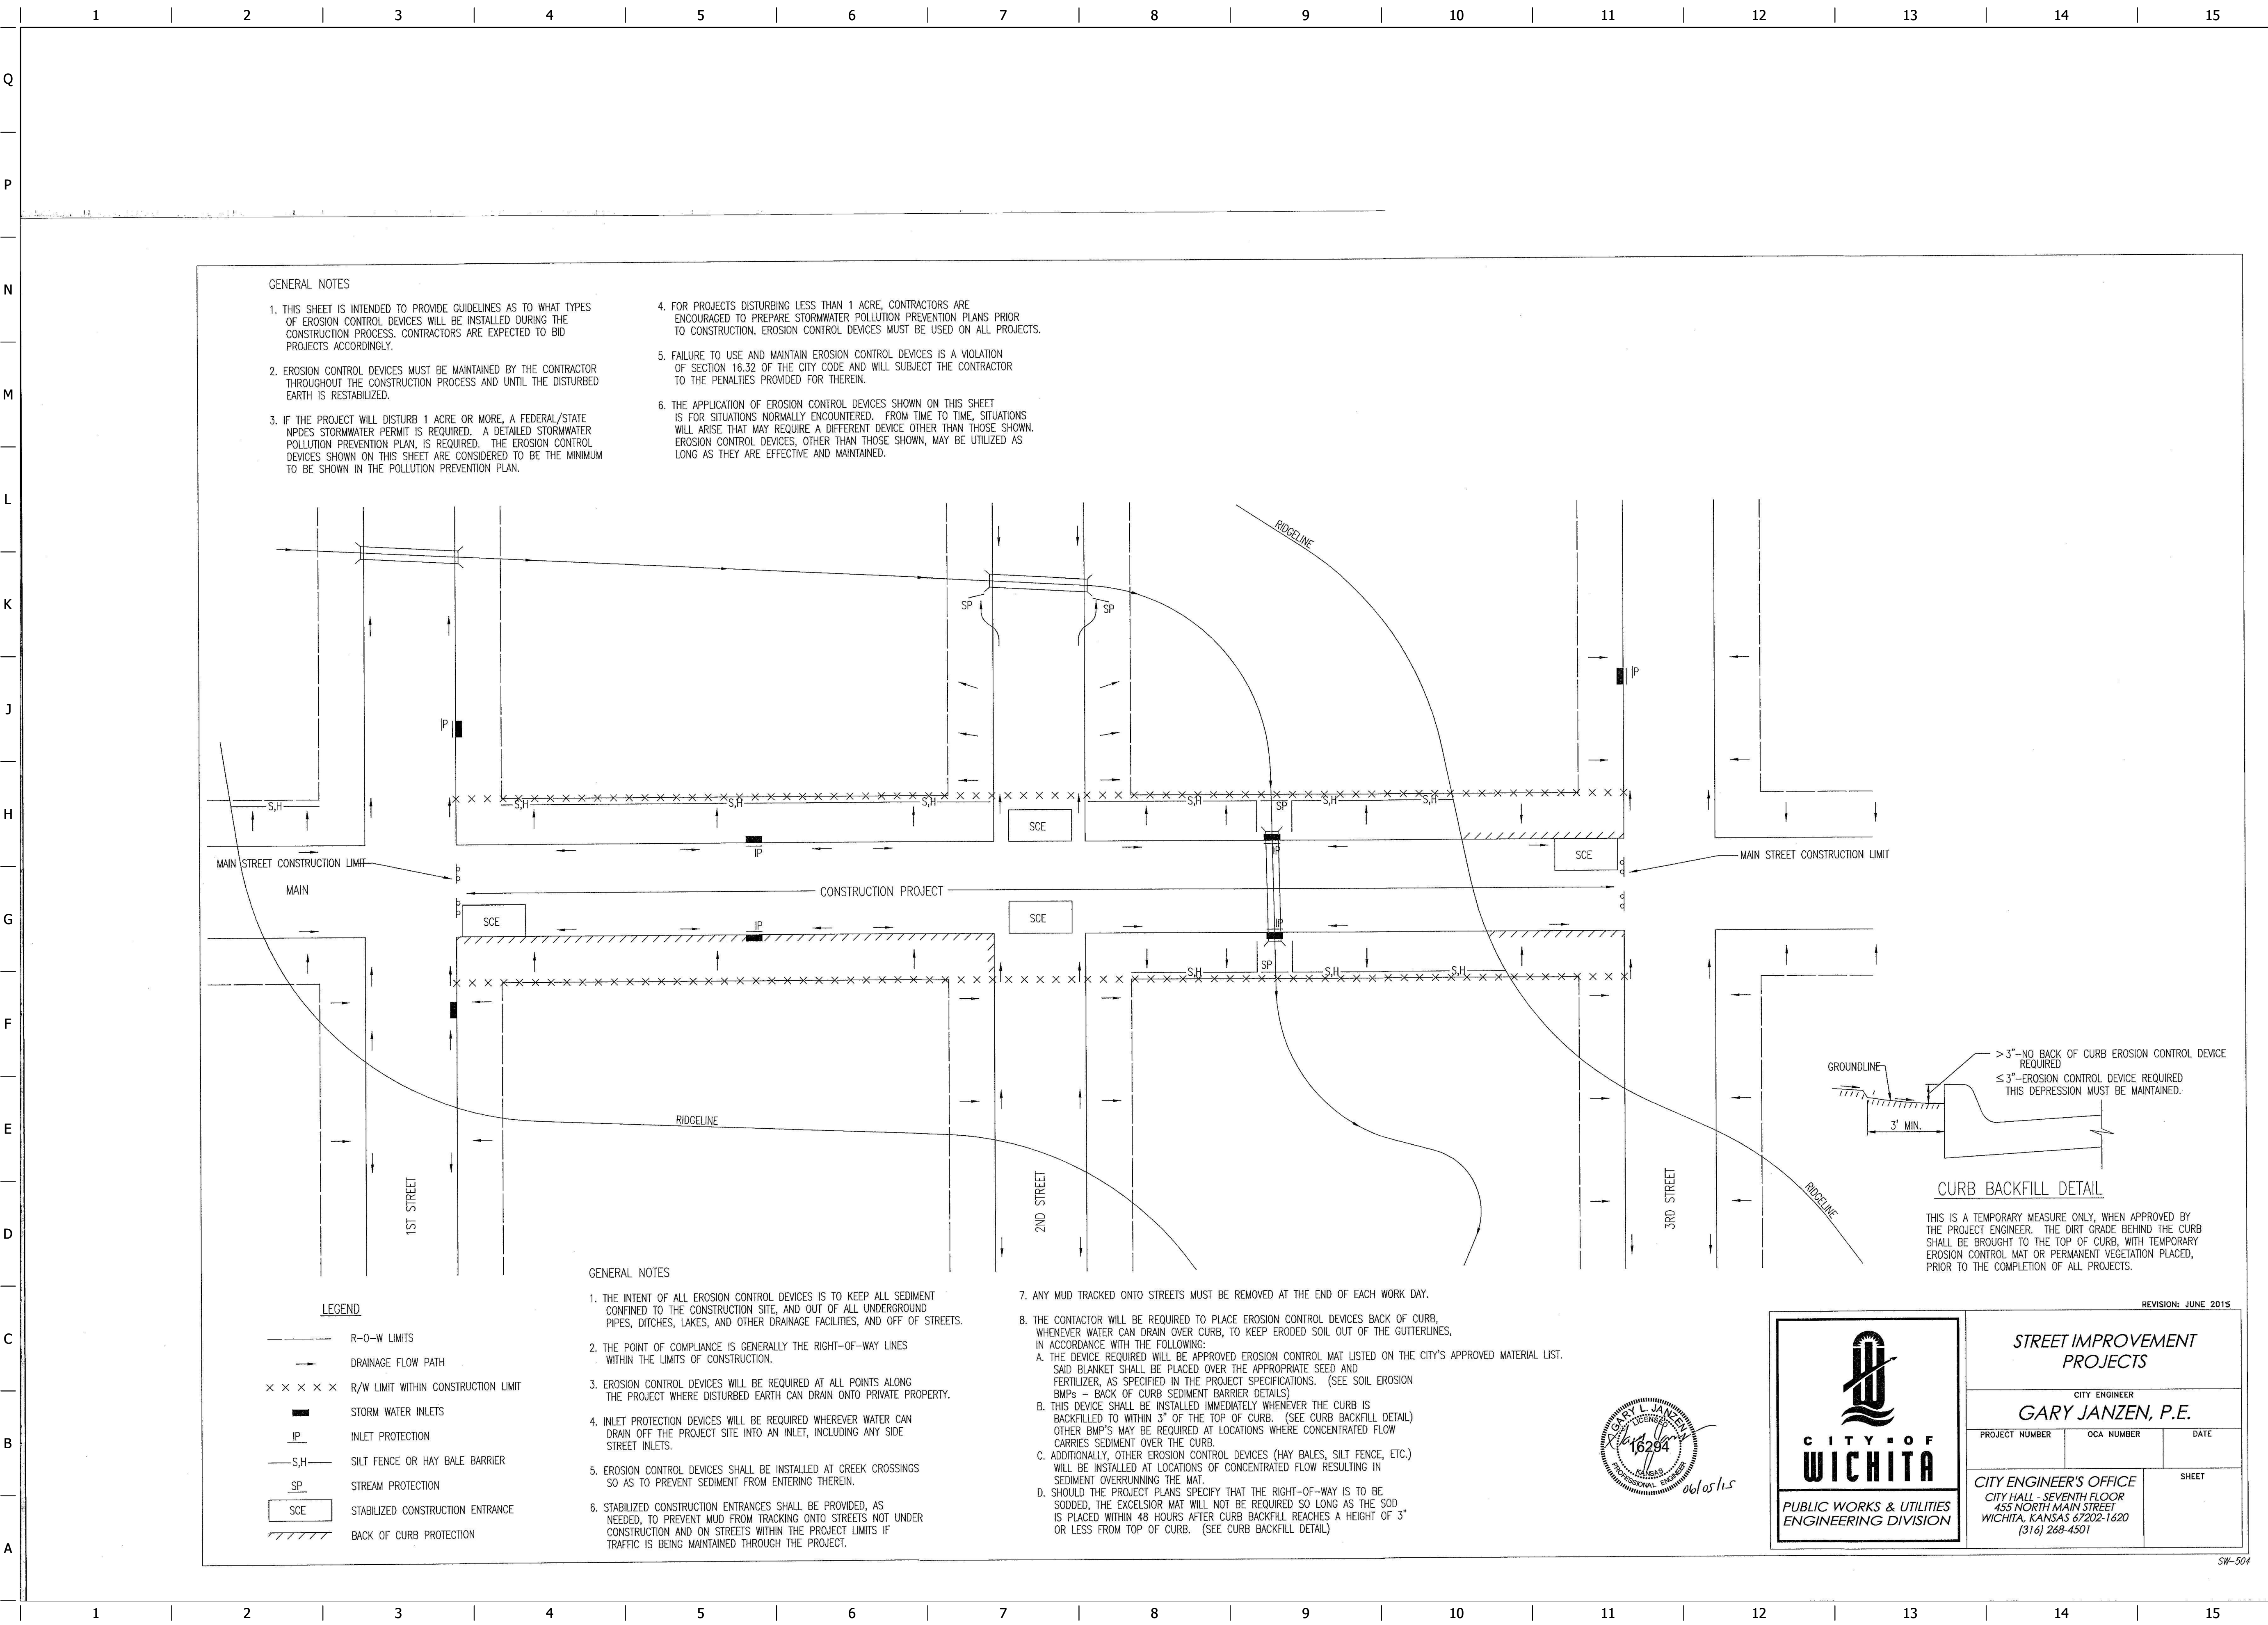 1 2 3 4 5 6 7 8 9 10 11 12 13 14 15
Q
P
N
M
L
K
J
H
G
F
E
D
C
B
A
GENERAL NOTES
1. THIS SHEET IS INTENDED TO PROVIDE GUIDELINES AS TO WHAT TYPES
OF EROSION CONTROL DEVICES WILL BE INSTALLED DURING THE
CONSTRUCTION PROCESS. CONTRACTORS ARE EXPECTED TO BID
PROJECTS ACCORDINGLY.
2. EROSION CONTROL DEVICES MUST BE MAINTAINED BY THE CONTRACTOR
THROUGHOUT THE CONSTRUCTION PROCESS AND UNTIL THE DISTURBED
EARTH IS RESTABILIZED.
3. IF THE PROJECT WILL DISTURB 1 ACRE OR MORE, A FEDERAL/STATE
NPDES STORMWATER PERMIT IS REQUIRED. A DETAILED STORMWATER
POLLUTION PREVENTION PLAN, IS REQUIRED. THE EROSION CONTROL
DEVICES SHOWN ON THIS SHEET ARE CONSIDERED TO BE THE MINIMUM
TO BE SHOWN IN THE POLLUTION PREVENTION PLAN.
4. FOR PROJECTS DISTURBING LESS THAN 1 ACRE, CONTRACTORS ARE
ENCOURAGED TO PREPARE STORMWATER POLLUTION PREVENTION PLANS PRIOR
TO CONSTRUCTION. EROSION CONTROL DEVICES MUST BE USED ON ALL PROJECTS.
5. FAILURE TO USE AND MAINTAIN EROSION CONTROL DEVICES IS A VIOLATION
OF SECTION 16.32 OF THE CITY CODE AND WILL SUBJECT THE CONTRACTOR
TO THE PENALTIES PROVIDED FOR THEREIN.
6. THE APPLICATION OF EROSION CONTROL DEVICES SHOWN ON THIS SHEET
IS FOR SITUATIONS NORMALLY ENCOUNTERED. FROM TIME TO TIME, SITUATIONS
WILL ARISE THAT MAY REQUIRE A DIFFERENT DEVICE OTHER THAN THOSE SHOWN.
EROSION CONTROL DEVICES, OTHER THAN THOSE SHOWN, MAY BE UTILIZED AS
LONG AS THEY ARE EFFECTIVE AND MAINTAINED.
RIDGELINE
SP
SP
IP
IP
S,H
S,H
S,H
S,H
S,H
SP
S,H
S,H
SCE
IP
IP
SCE
MAIN STREET CONSTRUCTION LIMIT
MAIN STREET CONSTRUCTION LIMIT
MAIN
CONSTRUCTION PROJECT
SCE
IP
SCE
IP
S,H
SP
S,H
S,H
RIDGELINE
1ST STREET
2ND STREET
3RD STREET
RIDGELINE
GROUNDLINE
> 3"-NO BACK OF CURB EROSION CONTROL DEVICE
REQUIRED
≤ 3"-EROSION CONTROL DEVICE REQUIRED
THIS DEPRESSION MUST BE MAINTAINED.
3' MIN.
CURB BACKFILL DETAIL
THIS IS A TEMPORARY MEASURE ONLY, WHEN APPROVED BY
THE PROJECT ENGINEER. THE DIRT GRADE BEHIND THE CURB
SHALL BE BROUGHT TO THE TOP OF CURB, WITH TEMPORARY
EROSION CONTROL MAT OR PERMANENT VEGETATION PLACED,
PRIOR TO THE COMPLETION OF ALL PROJECTS.
LEGEND
R-O-W LIMITS
DRAINAGE FLOW PATH
X X X X X R/W LIMIT WITHIN CONSTRUCTION LIMIT
STORM WATER INLETS
IP INLET PROTECTION
S,H SILT FENCE OR HAY BALE BARRIER
SP STREAM PROTECTION
SCE STABILIZED CONSTRUCTION ENTRANCE
BACK OF CURB PROTECTION
GENERAL NOTES
1. THE INTENT OF ALL EROSION CONTROL DEVICES IS TO KEEP ALL SEDIMENT
CONFINED TO THE CONSTRUCTION SITE, AND OUT OF ALL UNDERGROUND
PIPES, DITCHES, LAKES, AND OTHER DRAINAGE FACILITIES, AND OFF OF STREETS.
2. THE POINT OF COMPLIANCE IS GENERALLY THE RIGHT-OF-WAY LINES
WITHIN THE LIMITS OF CONSTRUCTION.
3. EROSION CONTROL DEVICES WILL BE REQUIRED AT ALL POINTS ALONG
THE PROJECT WHERE DISTURBED EARTH CAN DRAIN ONTO PRIVATE PROPERTY.
4. INLET PROTECTION DEVICES WILL BE REQUIRED WHEREVER WATER CAN
DRAIN OFF THE PROJECT SITE INTO AN INLET, INCLUDING ANY SIDE
STREET INLETS.
5. EROSION CONTROL DEVICES SHALL BE INSTALLED AT CREEK CROSSINGS
SO AS TO PREVENT SEDIMENT FROM ENTERING THEREIN.
6. STABILIZED CONSTRUCTION ENTRANCES SHALL BE PROVIDED, AS
NEEDED, TO PREVENT MUD FROM TRACKING ONTO STREETS NOT UNDER
CONSTRUCTION AND ON STREETS WITHIN THE PROJECT LIMITS IF
TRAFFIC IS BEING MAINTAINED THROUGH THE PROJECT.
7. ANY MUD TRACKED ONTO STREETS MUST BE REMOVED AT THE END OF EACH WORK DAY.
8. THE CONTACTOR WILL BE REQUIRED TO PLACE EROSION CONTROL DEVICES BACK OF CURB,
WHENEVER WATER CAN DRAIN OVER CURB, TO KEEP ERODED SOIL OUT OF THE GUTTERLINES,
IN ACCORDANCE WITH THE FOLLOWING:
A. THE DEVICE REQUIRED WILL BE APPROVED EROSION CONTROL MAT LISTED ON THE CITY'S APPROVED MATERIAL LIST.
SAID BLANKET SHALL BE PLACED OVER THE APPROPRIATE SEED AND
FERTILIZER, AS SPECIFIED IN THE PROJECT SPECIFICATIONS. (SEE SOIL EROSION
BMPs - BACK OF CURB SEDIMENT BARRIER DETAILS)
B. THIS DEVICE SHALL BE INSTALLED IMMEDIATELY WHENEVER THE CURB IS
BACKFILLED TO WITHIN 3" OF THE TOP OF CURB. (SEE CURB BACKFILL DETAIL)
OTHER BMP'S MAY BE REQUIRED AT LOCATIONS WHERE CONCENTRATED FLOW
CARRIES SEDIMENT OVER THE CURB.
C. ADDITIONALLY, OTHER EROSION CONTROL DEVICES (HAY BALES, SILT FENCE, ETC.)
WILL BE INSTALLED AT LOCATIONS OF CONCENTRATED FLOW RESULTING IN
SEDIMENT OVERRUNNING THE MAT.
D. SHOULD THE PROJECT PLANS SPECIFY THAT THE RIGHT-OF-WAY IS TO BE
SODDED, THE EXCELSIOR MAT WILL NOT BE REQUIRED SO LONG AS THE SOD
IS PLACED WITHIN 48 HOURS AFTER CURB BACKFILL REACHES A HEIGHT OF 3"
OR LESS FROM TOP OF CURB. (SEE CURB BACKFILL DETAIL)
GARY L. JANZEN
LICENSED
16294
KANSAS
PROFESSIONAL ENGINEER
06/05/15
REVISION: JUNE 2015
CITY OF
WICHITA
PUBLIC WORKS & UTILITIES
ENGINEERING DIVISION
STREET IMPROVEMENT
PROJECTS
CITY ENGINEER
GARY JANZEN, P.E.
PROJECT NUMBER OCA NUMBER DATE
CITY ENGINEER'S OFFICE
CITY HALL - SEVENTH FLOOR
455 NORTH MAIN STREET
WICHITA, KANSAS 67202-1620
(316) 268-4501
SHEET
SW-504
1 2 3 4 5 6 7 8 9 10 11 12 13 14 15